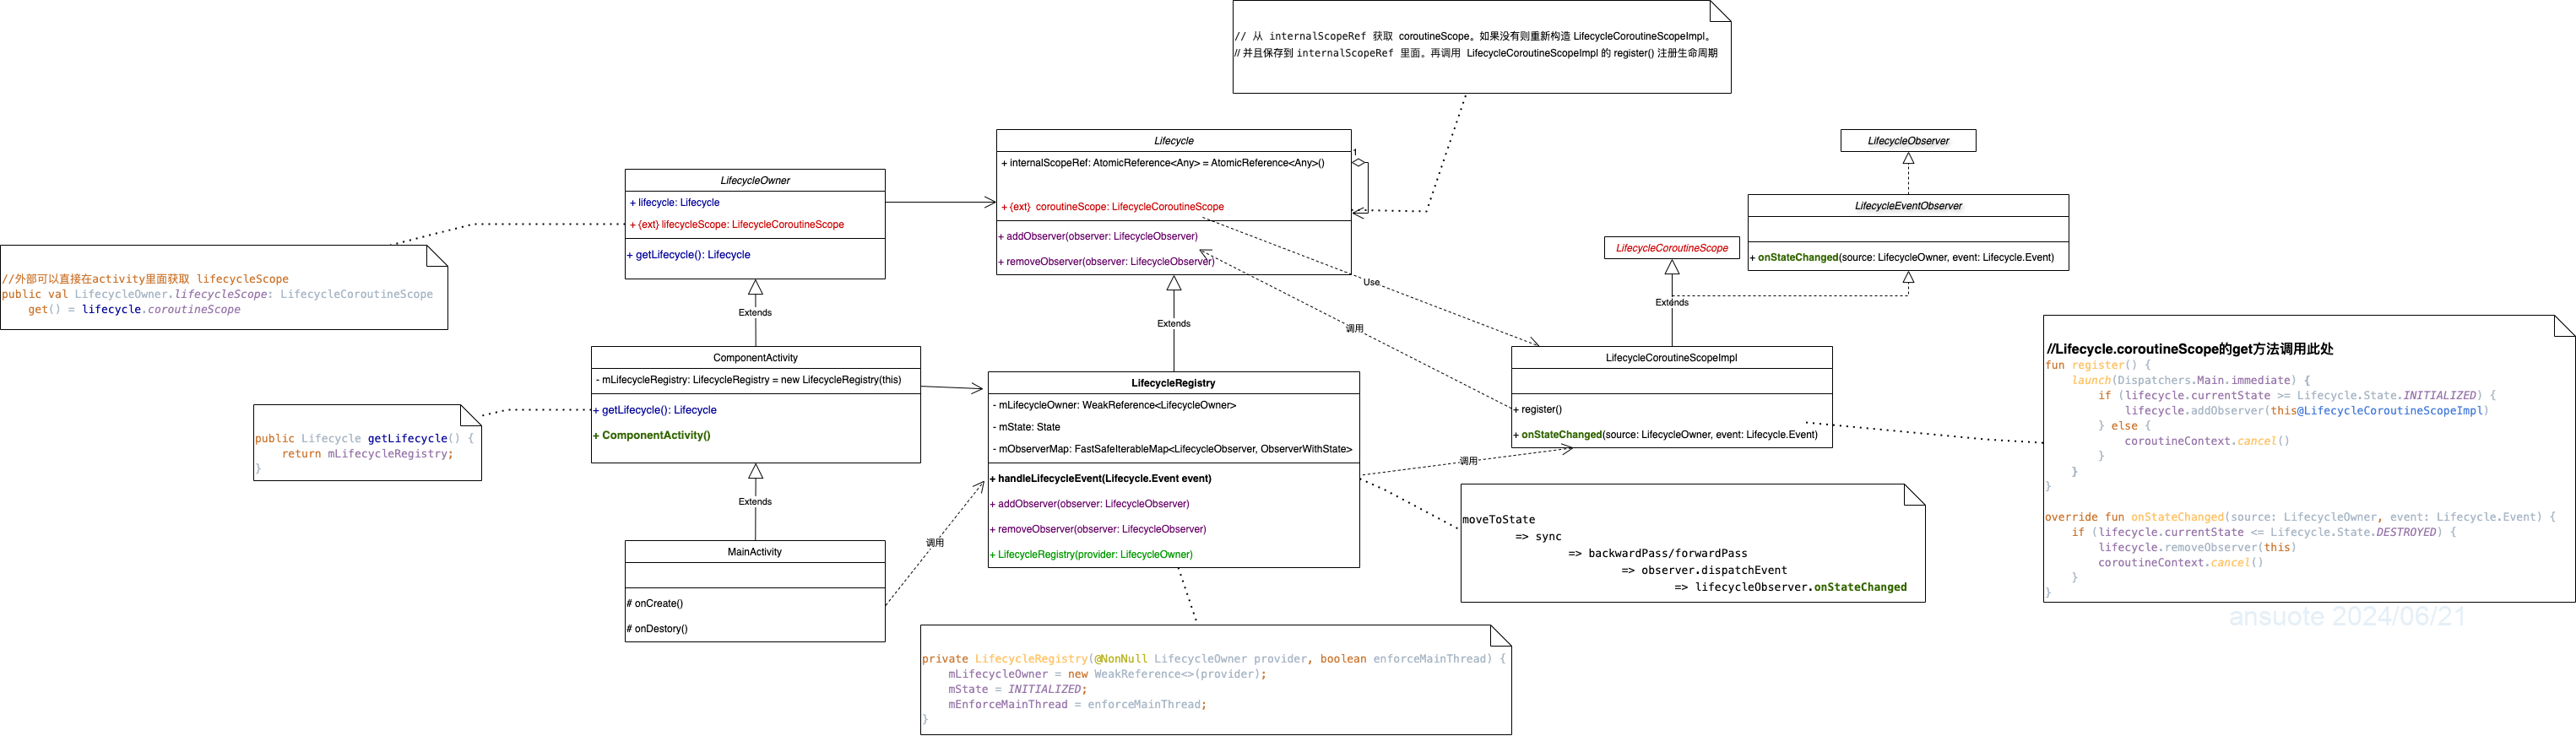 // 从 internalScopeRef 获取 coroutineScope。如果没有则重新构造 LifecycleCoroutineScopeImpl。
// 并且保存到 internalScopeRef 里面。再调用 LifecycleCoroutineScopeImpl 的 register() 注册生命周期
Lifecycle
+ internalScopeRef: AtomicReference<Any> = AtomicReference<Any>()
1
+ {ext} coroutineScope: LifecycleCoroutineScope
+ addObserver(observer: LifecycleObserver)
+ removeObserver(observer: LifecycleObserver)
LifecycleObserver
LifecycleEventObserver
+ onStateChanged(source: LifecycleOwner, event: Lifecycle.Event)
LifecycleCoroutineScope
LifecycleOwner
+ lifecycle: Lifecycle
+ {ext} lifecycleScope: LifecycleCoroutineScope
+ getLifecycle(): Lifecycle
//外部可以直接在activity里面获取 lifecycleScope
public val LifecycleOwner.lifecycleScope: LifecycleCoroutineScope
get() = lifecycle.coroutineScope
Extends
Extends
Use
调用
Extends
ComponentActivity
- mLifecycleRegistry: LifecycleRegistry = new LifecycleRegistry(this)
+ getLifecycle(): Lifecycle
+ ComponentActivity()
public Lifecycle getLifecycle() {
return mLifecycleRegistry;
}
LifecycleRegistry
- mLifecycleOwner: WeakReference<LifecycleOwner>
- mState: State
- mObserverMap: FastSafeIterableMap<LifecycleObserver, ObserverWithState>
+ handleLifecycleEvent(Lifecycle.Event event)
+ addObserver(observer: LifecycleObserver)
+ removeObserver(observer: LifecycleObserver)
+ LifecycleRegistry(provider: LifecycleOwner)
LifecycleCoroutineScopeImpl
+ register()
+ onStateChanged(source: LifecycleOwner, event: Lifecycle.Event)
//Lifecycle.coroutineScope的get方法调用此处
fun register() {
launch(Dispatchers.Main.immediate) {
if (lifecycle.currentState >= Lifecycle.State.INITIALIZED) {
lifecycle.addObserver(this@LifecycleCoroutineScopeImpl)
} else {
coroutineContext.cancel()
}
}
}
override fun onStateChanged(source: LifecycleOwner, event: Lifecycle.Event) {
if (lifecycle.currentState <= Lifecycle.State.DESTROYED) {
lifecycle.removeObserver(this)
coroutineContext.cancel()
}
}
Extends
调用
调用
MainActivity
# onCreate()
# onDestory()
moveToState
=> sync
=> backwardPass/forwardPass
=> observer.dispatchEvent
=> lifecycleObserver.onStateChanged
private LifecycleRegistry(@NonNull LifecycleOwner provider, boolean enforceMainThread) {
mLifecycleOwner = new WeakReference<>(provider);
mState = INITIALIZED;
mEnforceMainThread = enforceMainThread;
}
ansuote 2024/06/21